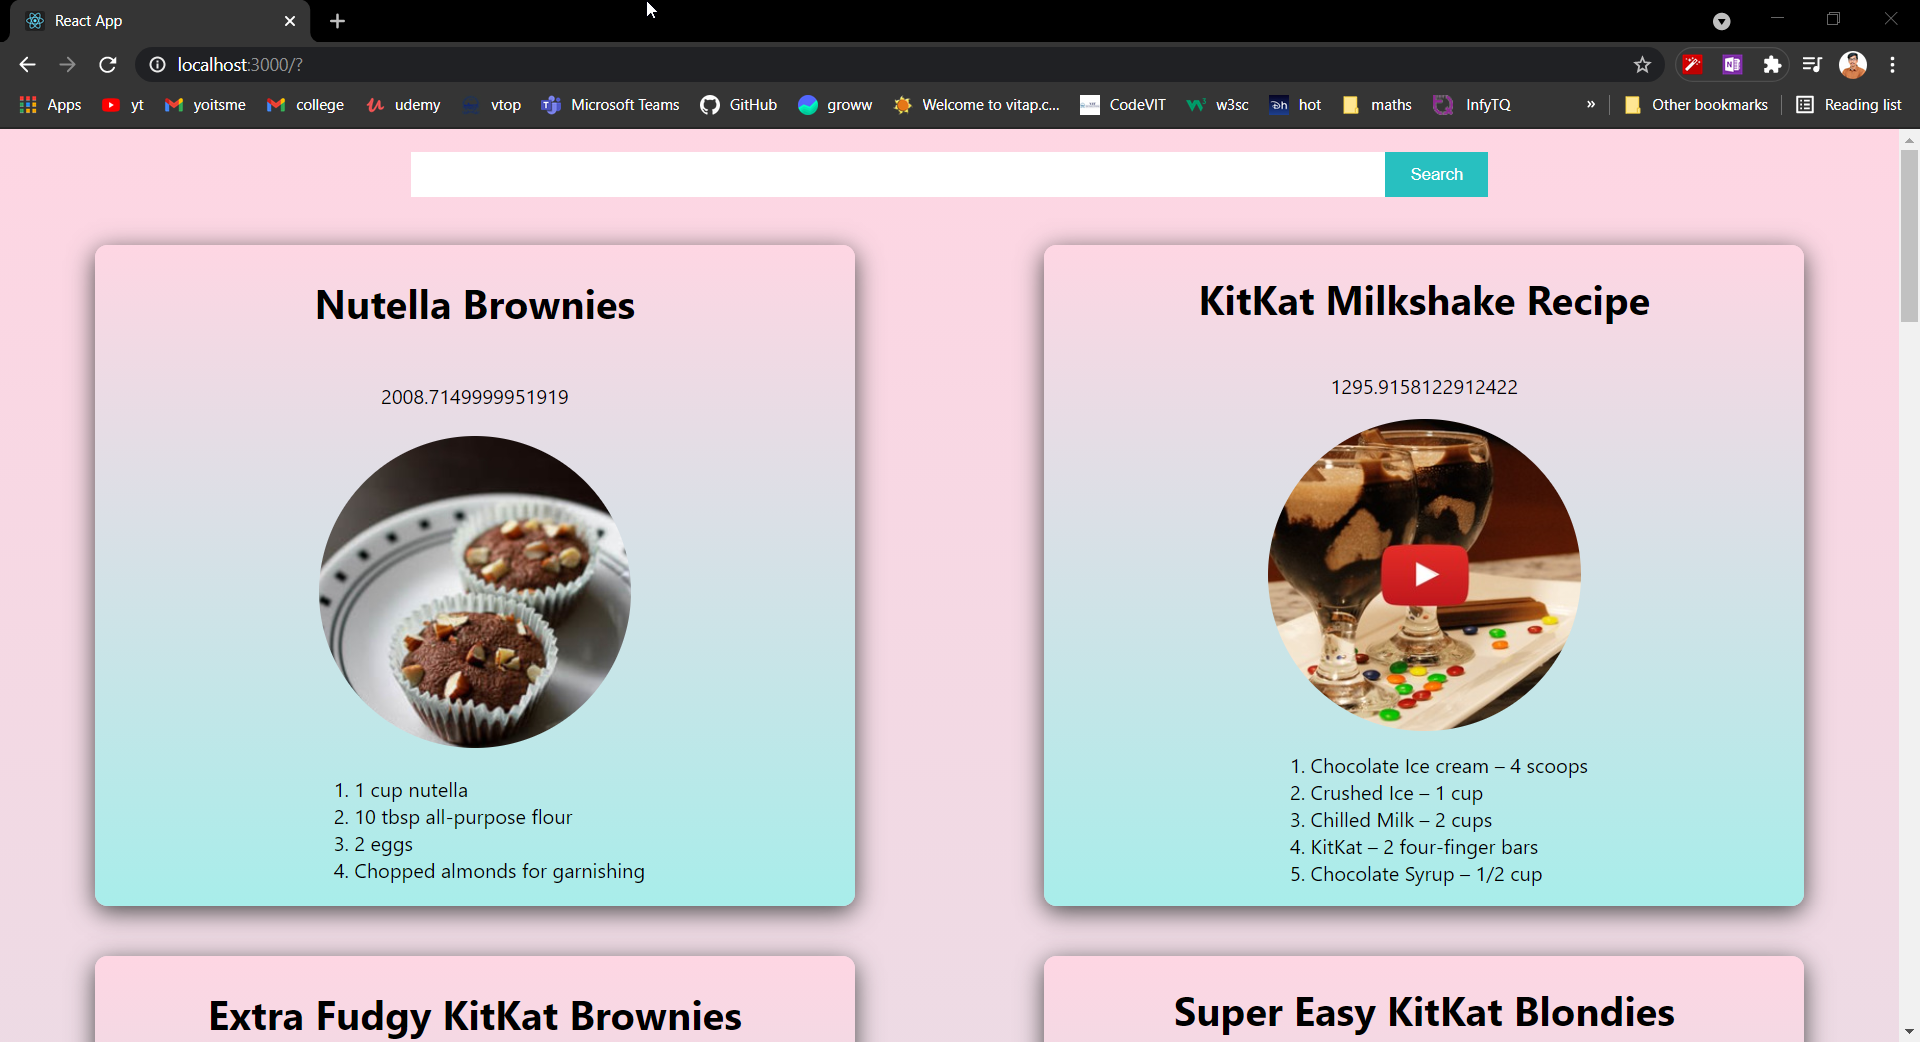 React App
localhost:3000/?
Apps yt yoitsme college udemy vtop Microsoft Teams GitHub groww Welcome to vitap.c... CodeVIT w3sc hot maths InfyTQ » Other bookmarks Reading list
Search
Nutella Brownies
2008.7149999951919
1. 1 cup nutella
2. 10 tbsp all-purpose flour
3. 2 eggs
4. Chopped almonds for garnishing
KitKat Milkshake Recipe
1295.9158122912422
1. Chocolate Ice cream – 4 scoops
2. Crushed Ice – 1 cup
3. Chilled Milk – 2 cups
4. KitKat – 2 four-finger bars
5. Chocolate Syrup – 1/2 cup
Extra Fudgy KitKat Brownies
Super Easy KitKat Blondies